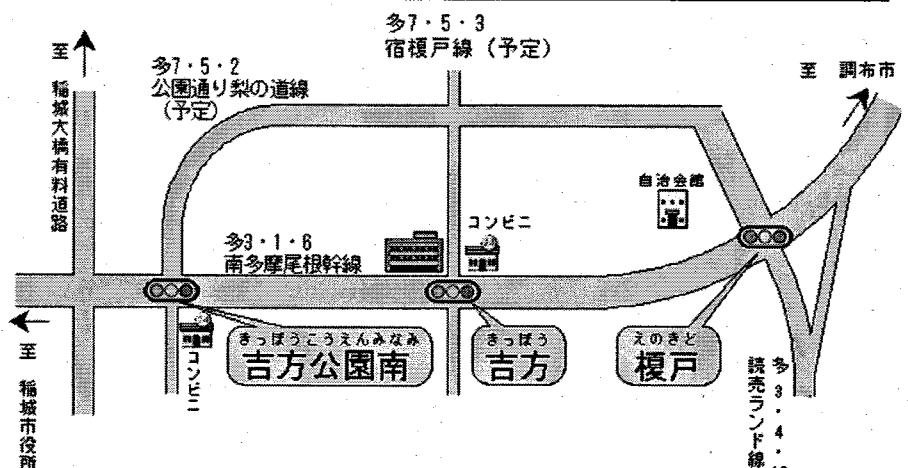 多7・5・3
宿榎戸線（予定）
至
稲城大橋有料道路
多7・5・2
公園通り梨の道線
（予定）
至　調布市
自治会館
コンビニ
多3・1・6
南多摩尾根幹線
きっぽうこうえんみなみ
吉方公園南
きっぽう
吉方
えのきど
榎戸
コンビニ
至　稲城市役所
多3・4・
読売ランド線